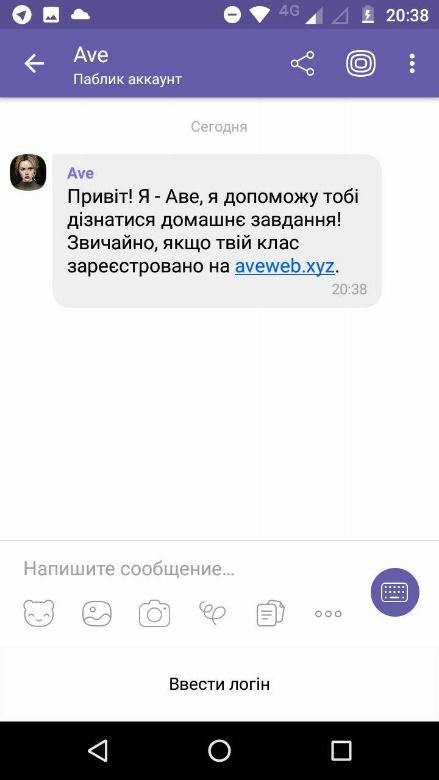 4G 20:38
Ave
Паблик аккаунт
Сегодня
Ave
Привіт! Я - Аве, я допоможу тобі
дізнатися домашнє завдання!
Звичайно, якщо твій клас
зареєстровано на aveweb.xyz.
20:38
Напишите сообщение...
Ввести логін